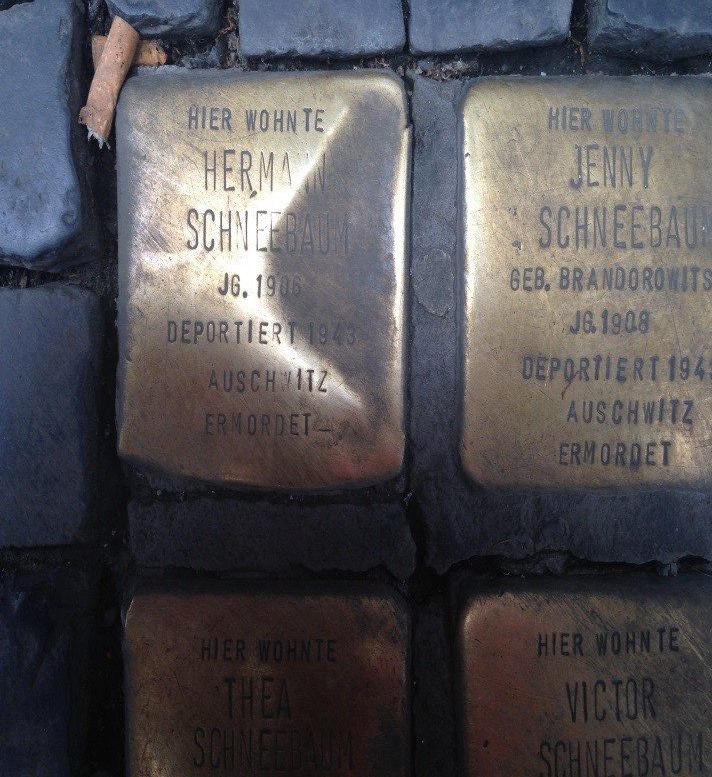 HIER WOHNTE
HERMANN
SCHNEEBAUM
JG. 1906
DEPORTIERT 1943
AUSCHWITZ
ERMORDET
HIER WOHNTE
JENNY
SCHNEEBAUM
GEB. BRANDOROWITS
JG. 1908
DEPORTIERT 194
AUSCHWITZ
ERMORDET
HIER WOHNTE
THEA
SCHNEEBAUM
HIER WOHNTE
VICTOR
SCHNEEBAUM